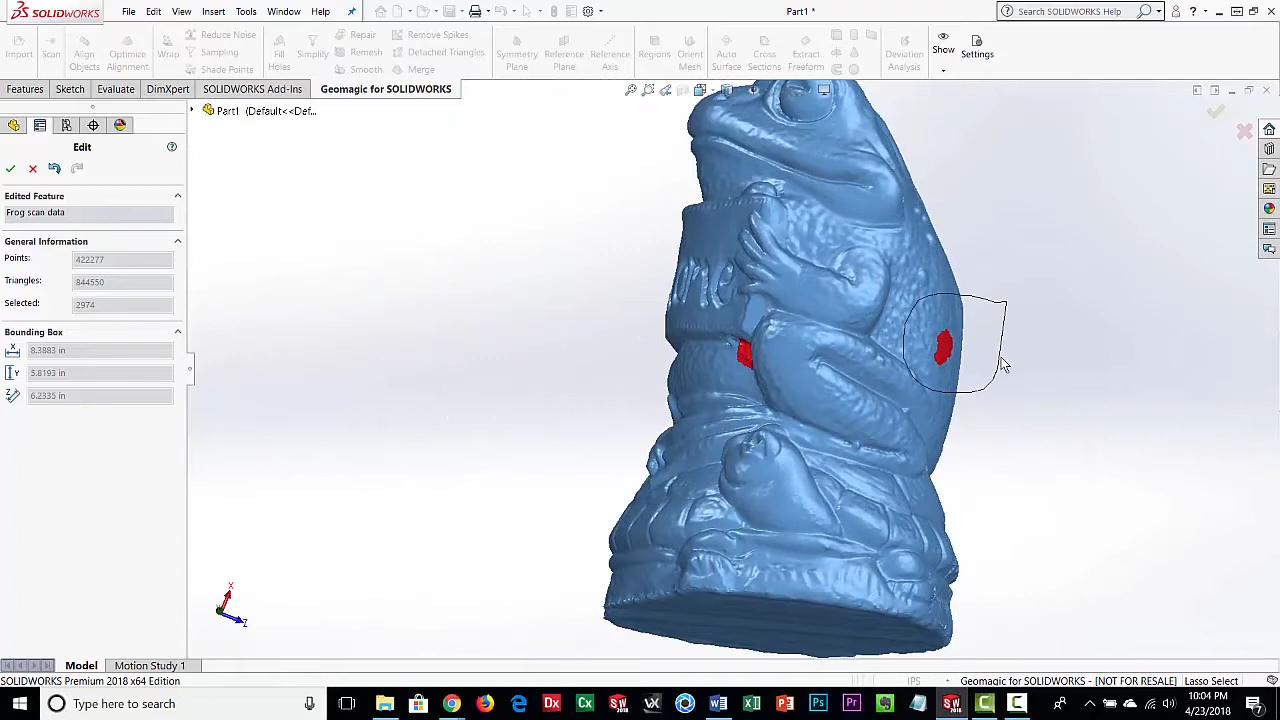 SOLIDWORKS File Edit View Insert Tools Window Help Part1 * Search SOLIDWORKS Help
Import Scan Align Objects Optimize Alignment Wrap Reduce Noise Sampling Shade Points Fill Holes Simplify Repair Remesh Smooth Remove Spikes Detached Triangles Merge Symmetry Plane Reference Plane Reference Axis Regions Orient Mesh Auto Surface Cross Sections Extract Freeform Deviation Analysis Show Settings
Features Sketch Evaluate DimXpert SOLIDWORKS Add-Ins Geomagic for SOLIDWORKS
Part1 (Default<<Def...
Edit
Edited Feature
Frog scan data
General Information
Points: 422277
Triangles: 844550
Selected: 2974
Bounding Box
X 8.3883 in
Y 5.8193 in
6.2335 in
X
Z
Model Motion Study 1
SOLIDWORKS Premium 2018 x64 Edition IPS Geomagic for SOLIDWORKS - [NOT FOR RESALE] Lasso Select
Type here to search
10:04 PM
4/23/2018